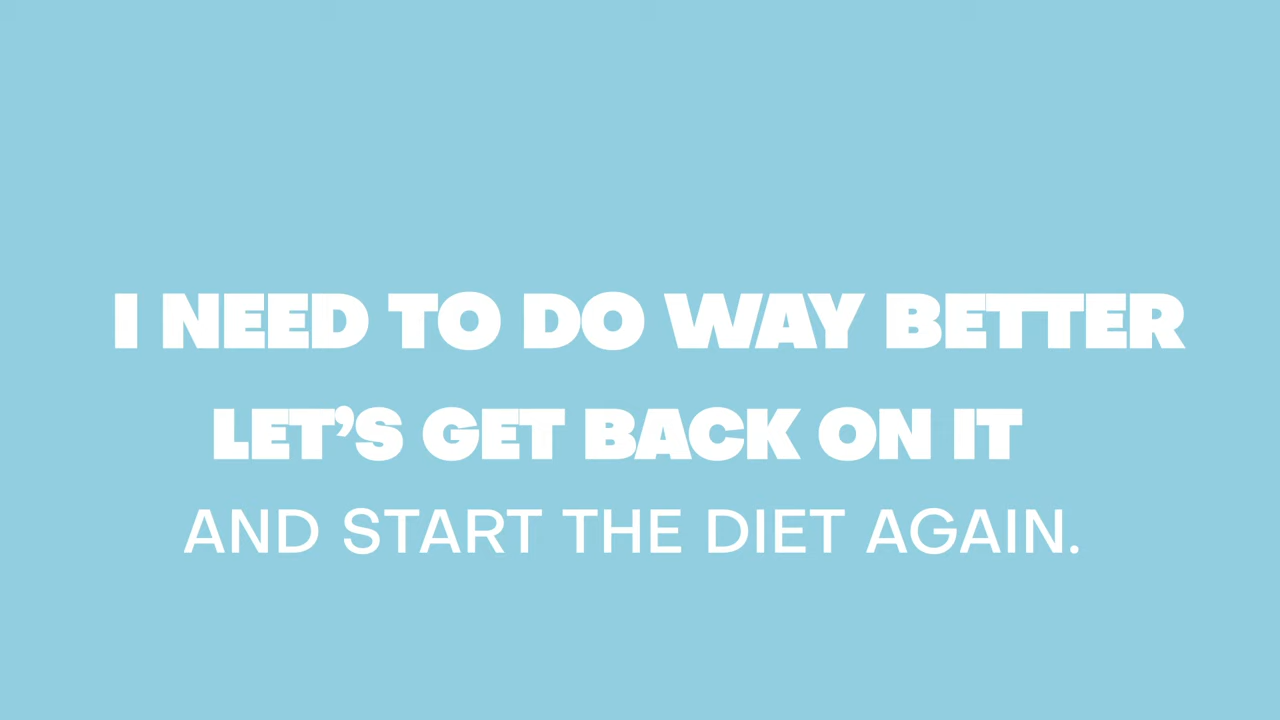 I NEED TO DO WAY BETTER
LET’S GET BACK ON IT
AND START THE DIET AGAIN.